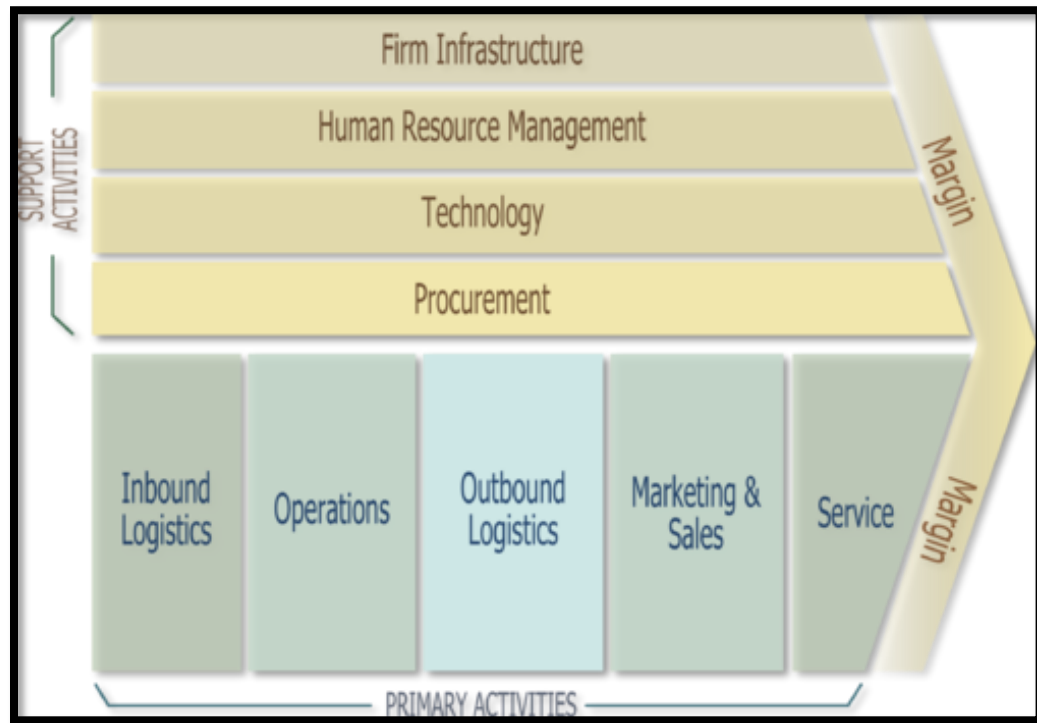 Firm Infrastructure
Human Resource Management
Technology
Procurement
SUPPORT
ACTIVITIES
Margin
Inbound
Logistics
Operations
Outbound
Logistics
Marketing &
Sales
Service
Margin
PRIMARY ACTIVITIES